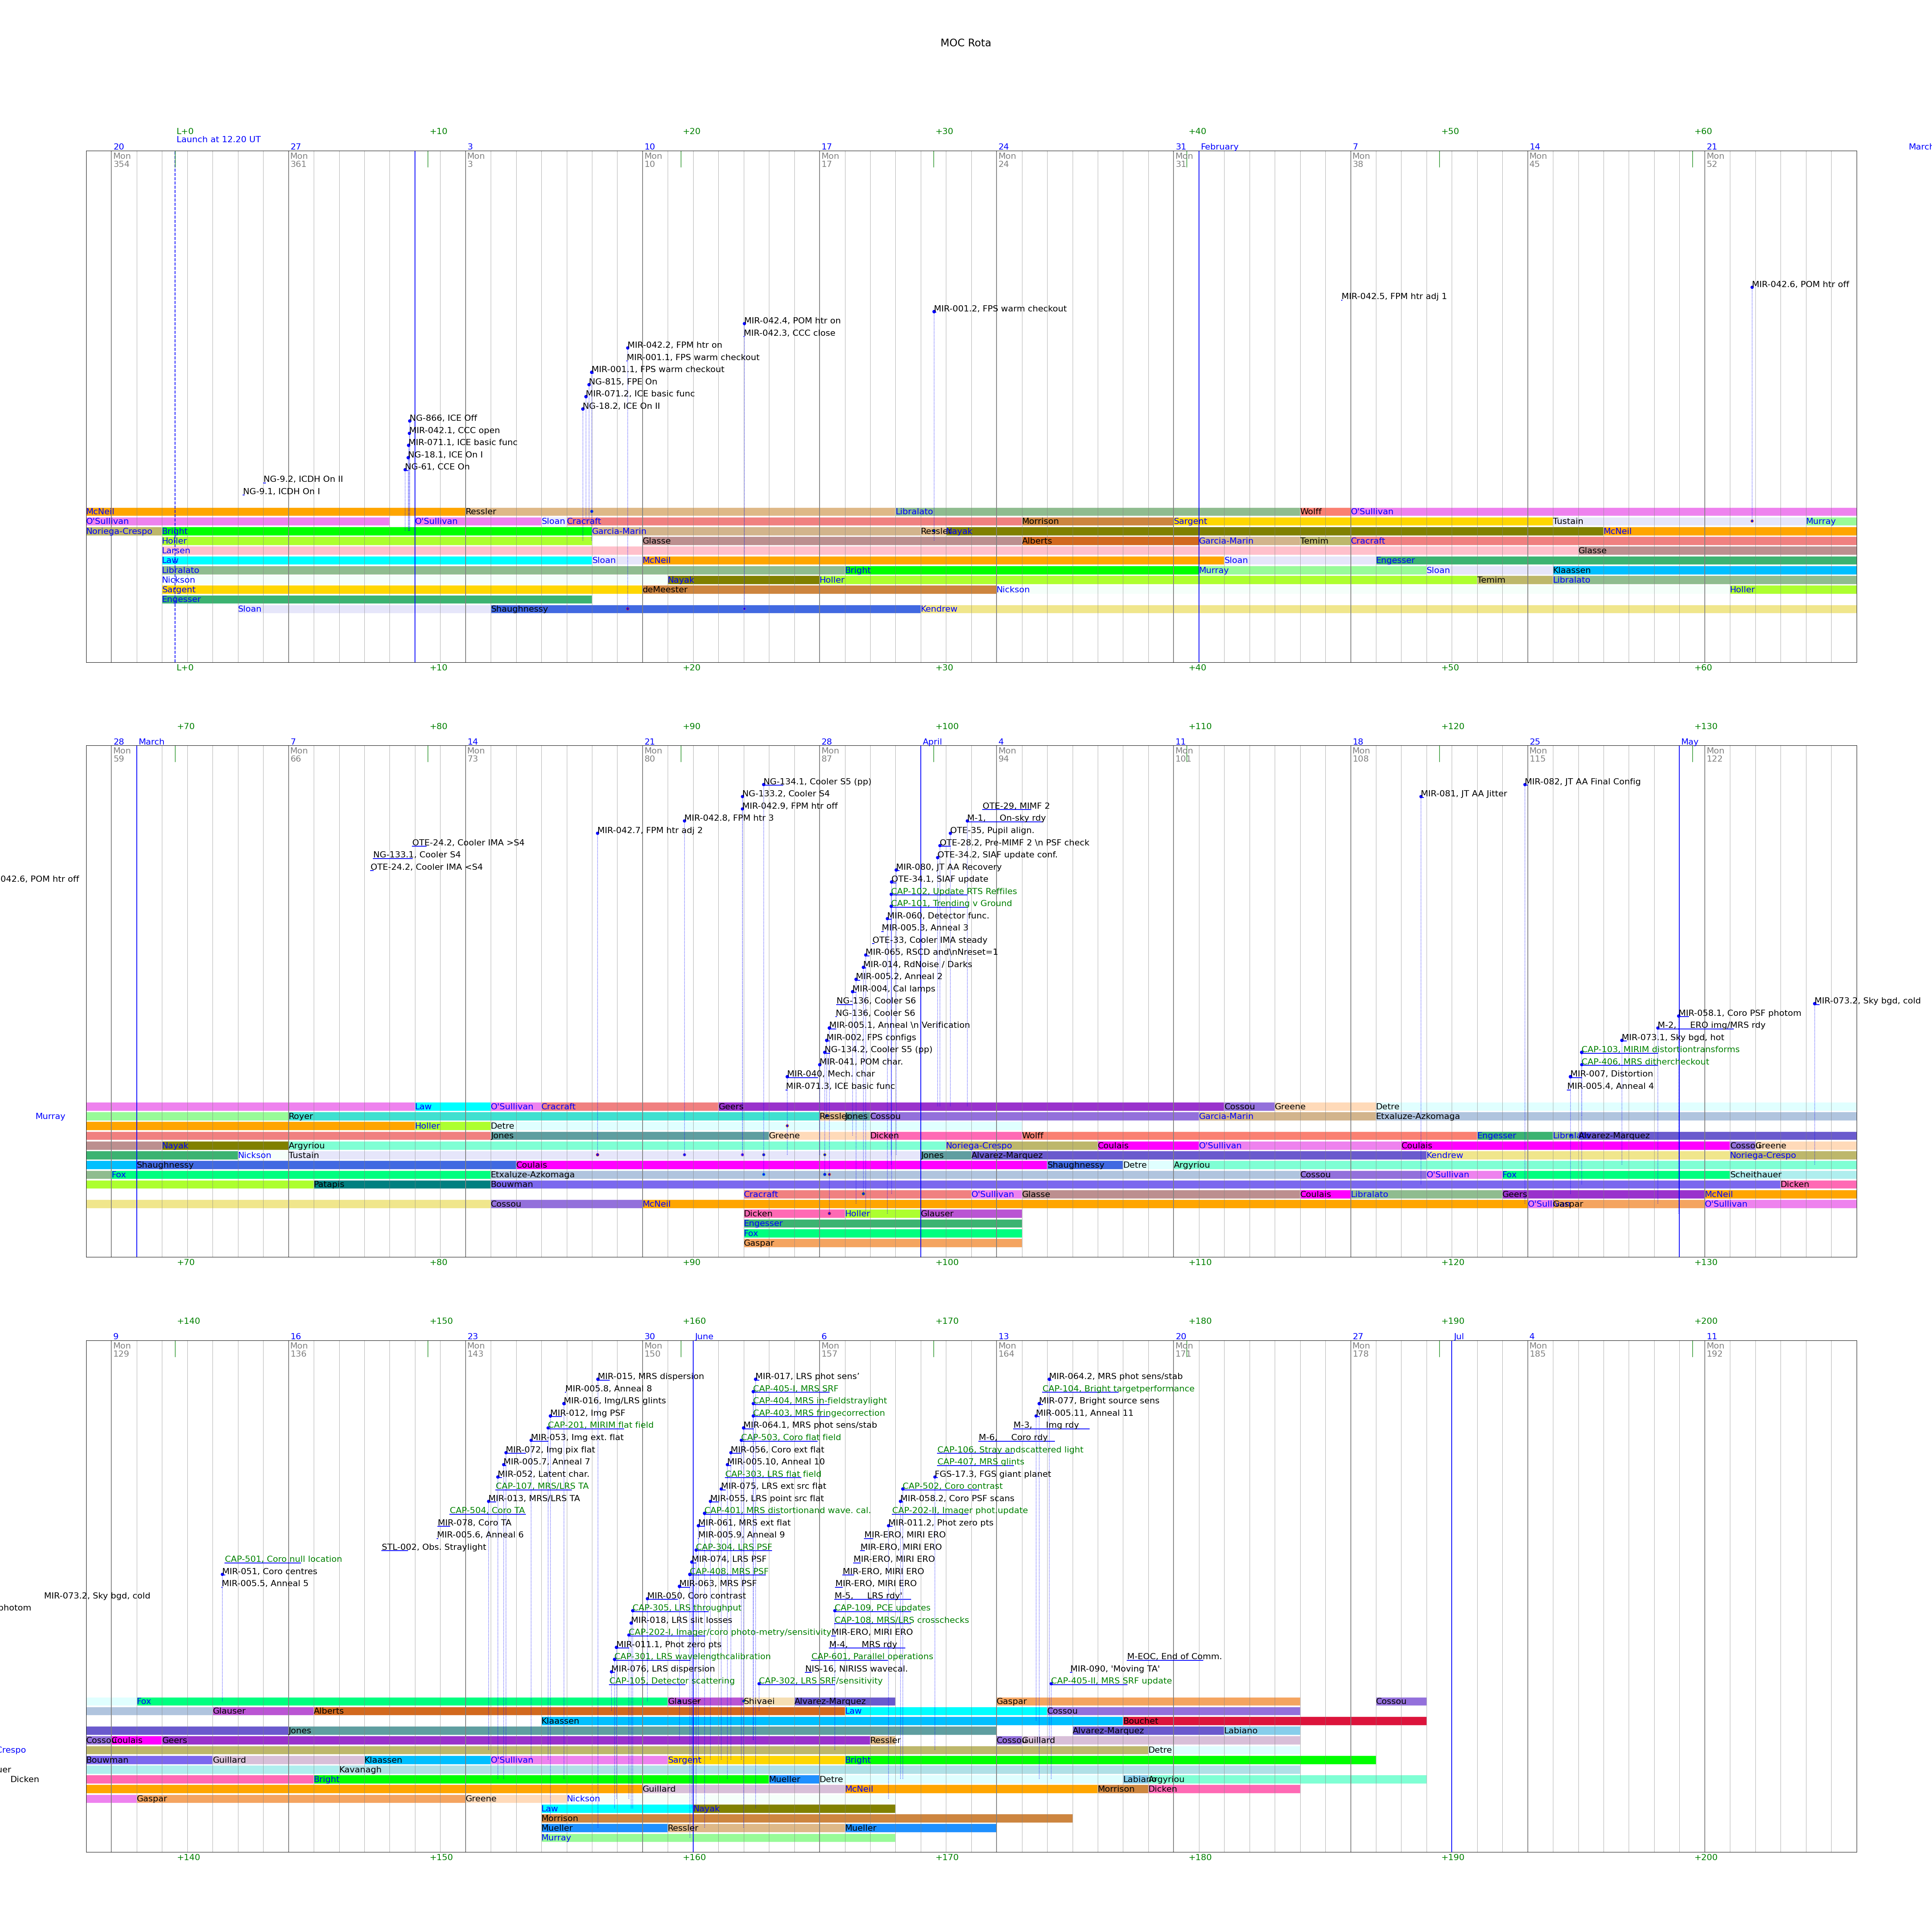 MOC Rota
L+0 +10 +20 +30 +40 +50 +60
Launch at 12.20 UT
20 27 3 10 17 24 31 February 7 14 21 March
Mon Mon Mon Mon Mon Mon Mon Mon Mon Mon
354 361 3 10 17 24 31 38 45 52
MIR-042.6, POM htr off
MIR-042.5, FPM htr adj 1
MIR-001.2, FPS warm checkout
MIR-042.4, POM htr on
MIR-042.3, CCC close
MIR-042.2, FPM htr on
MIR-001.1, FPS warm checkout
MIR-001.1, FPS warm checkout
NG-815, FPE On
MIR-071.2, ICE basic func
NG-18.2, ICE On II
NG-866, ICE Off
MIR-042.1, CCC open
MIR-071.1, ICE basic func
NG-18.1, ICE On I
NG-61, CCE On
NG-9.2, ICDH On II
NG-9.1, ICDH On I
McNeil Ressler Libralato Wolff O'Sullivan
O'Sullivan O'Sullivan Sloan Cracraft Morrison Sargent Tustain Murray
Noriega-Crespo Bright Garcia-Marin Ressler Nayak McNeil
Holler Glasse Alberts Garcia-Marin Temim Cracraft
Larsen Glasse
Law Sloan McNeil Sloan Engesser
Libralato Bright Murray Sloan Klaassen
Nickson Nayak Holler Temim Libralato
Sargent deMeester Nickson Holler
Engesser
Sloan Shaughnessy Kendrew
L+0 +10 +20 +30 +40 +50 +60
+70 +80 +90 +100 +110 +120 +130
28 March 7 14 21 28 April 4 11 18 25 May
Mon Mon Mon Mon Mon Mon Mon Mon Mon Mon
59 66 73 80 87 94 101 108 115 122
NG-134.1, Cooler S5 (pp) MIR-082, JT AA Final Config
NG-133.2, Cooler S4 MIR-081, JT AA Jitter
MIR-042.9, FPM htr off OTE-29, MIMF 2
MIR-042.8, FPM htr 3 M-1, On-sky rdy
MIR-042.7, FPM htr adj 2 OTE-35, Pupil align.
OTE-24.2, Cooler IMA >S4 OTE-28.2, Pre-MIMF 2 \n PSF check
NG-133.1, Cooler S4 OTE-34.2, SIAF update conf.
OTE-24.2, Cooler IMA <S4 MIR-080, JT AA Recovery
042.6, POM htr off OTE-34.1, SIAF update
CAP-102, Update RTS Reffiles
CAP-101, Trending v Ground
MIR-060, Detector func.
MIR-005.3, Anneal 3
OTE-33, Cooler IMA steady
MIR-065, RSCD and\nNreset=1
MIR-014, RdNoise / Darks
MIR-005.2, Anneal 2
MIR-004, Cal lamps
NG-136, Cooler S6 MIR-073.2, Sky bgd, cold
NG-136, Cooler S6 MIR-058.1, Coro PSF photom
MIR-005.1, Anneal \n Verification M-2, ERO img/MRS rdy
MIR-002, FPS configs MIR-073.1, Sky bgd, hot
NG-134.2, Cooler S5 (pp) CAP-103, MIRIM distortiontransforms
MIR-041, POM char. CAP-406, MRS dithercheckout
MIR-040, Mech. char MIR-007, Distortion
MIR-071.3, ICE basic func MIR-005.4, Anneal 4
Law O'Sullivan Cracraft Geers Cossou Greene Detre
Murray Royer Ressler Jones Cossou Garcia-Marin Etxaluze-Azkomaga
Holler Detre
Jones Greene Dicken Wolff Engesser Libralato Alvarez-Marquez
Nayak Argyriou Noriega-Crespo Coulais O'Sullivan Coulais Cossou Greene
Nickson Tustain Jones Alvarez-Marquez Kendrew Noriega-Crespo
Shaughnessy Coulais Shaughnessy Detre Argyriou
Fox Etxaluze-Azkomaga Cossou O'Sullivan Fox Scheithauer
Patapis Bouwman Dicken
Cracraft O'Sullivan Glasse Coulais Libralato Geers McNeil
Cossou McNeil O'Sullivan Gaspar O'Sullivan
Dicken Holler Glauser
Engesser
Fox
Gaspar
+70 +80 +90 +100 +110 +120 +130
+140 +150 +160 +170 +180 +190 +200
9 16 23 30 June 6 13 20 27 Jul 4 11
Mon Mon Mon Mon Mon Mon Mon Mon Mon Mon
129 136 143 150 157 164 171 178 185 192
MIR-015, MRS dispersion MIR-017, LRS phot sens' MIR-064.2, MRS phot sens/stab
MIR-005.8, Anneal 8 CAP-405-I, MRS SRF CAP-104, Bright targetperformance
MIR-016, Img/LRS glints CAP-404, MRS in-fieldstraylight MIR-077, Bright source sens
MIR-012, Img PSF CAP-403, MRS fringecorrection MIR-005.11, Anneal 11
CAP-201, MIRIM flat field MIR-064.1, MRS phot sens/stab M-3, Img rdy
MIR-053, Img ext. flat CAP-503, Coro flat field M-6, Coro rdy
MIR-072, Img pix flat MIR-056, Coro ext flat CAP-106, Stray andscattered light
MIR-005.7, Anneal 7 MIR-005.10, Anneal 10 CAP-407, MRS glints
MIR-052, Latent char. CAP-303, LRS flat field FGS-17.3, FGS giant planet
CAP-107, MRS/LRS TA MIR-075, LRS ext src flat CAP-502, Coro contrast
MIR-013, MRS/LRS TA MIR-055, LRS point src flat MIR-058.2, Coro PSF scans
CAP-504, Coro TA CAP-401, MRS distortionand wave. cal. CAP-202-II, Imager phot update
MIR-078, Coro TA MIR-061, MRS ext flat MIR-011.2, Phot zero pts
MIR-005.6, Anneal 6 MIR-005.9, Anneal 9 MIR-ERO, MIRI ERO
STL-002, Obs. Straylight CAP-304, LRS PSF MIR-ERO, MIRI ERO
CAP-501, Coro null location MIR-074, LRS PSF MIR-ERO, MIRI ERO
MIR-051, Coro centres CAP-408, MRS PSF MIR-ERO, MIRI ERO
MIR-005.5, Anneal 5 MIR-063, MRS PSF MIR-ERO, MIRI ERO
MIR-073.2, Sky bgd, cold MIR-050, Coro contrast M-5, LRS rdy'
photom CAP-305, LRS throughput CAP-109, PCE updates
MIR-018, LRS slit losses CAP-108, MRS/LRS crosschecks
CAP-202-I, Imager/coro photo-metry/sensitivity MIR-ERO, MIRI ERO
MIR-011.1, Phot zero pts M-4, MRS rdy
CAP-301, LRS wavelengthcalibration CAP-601, Parallel operations M-EOC, End of Comm.
MIR-076, LRS dispersion NIS-16, NIRISS wavecal. MIR-090, 'Moving TA'
CAP-105, Detector scattering CAP-302, LRS SRF/sensitivity CAP-405-II, MRS SRF update
Fox Glauser Shivaei Alvarez-Marquez Gaspar Cossou
Glauser Alberts Law Cossou
Klaassen Bouchet
Jones Alvarez-Marquez Labiano
Cossou Coulais Geers Ressler Cossou Guillard
Crespo Detre
Bouwman Guillard Klaassen O'Sullivan Sargent Bright
uer Kavanagh
Dicken Bright Mueller Detre Labiano Argyriou
Guillard McNeil Morrison Dicken
Gaspar Greene Nickson
Law Nayak
Morrison
Mueller Ressler Mueller
Murray
+140 +150 +160 +170 +180 +190 +200